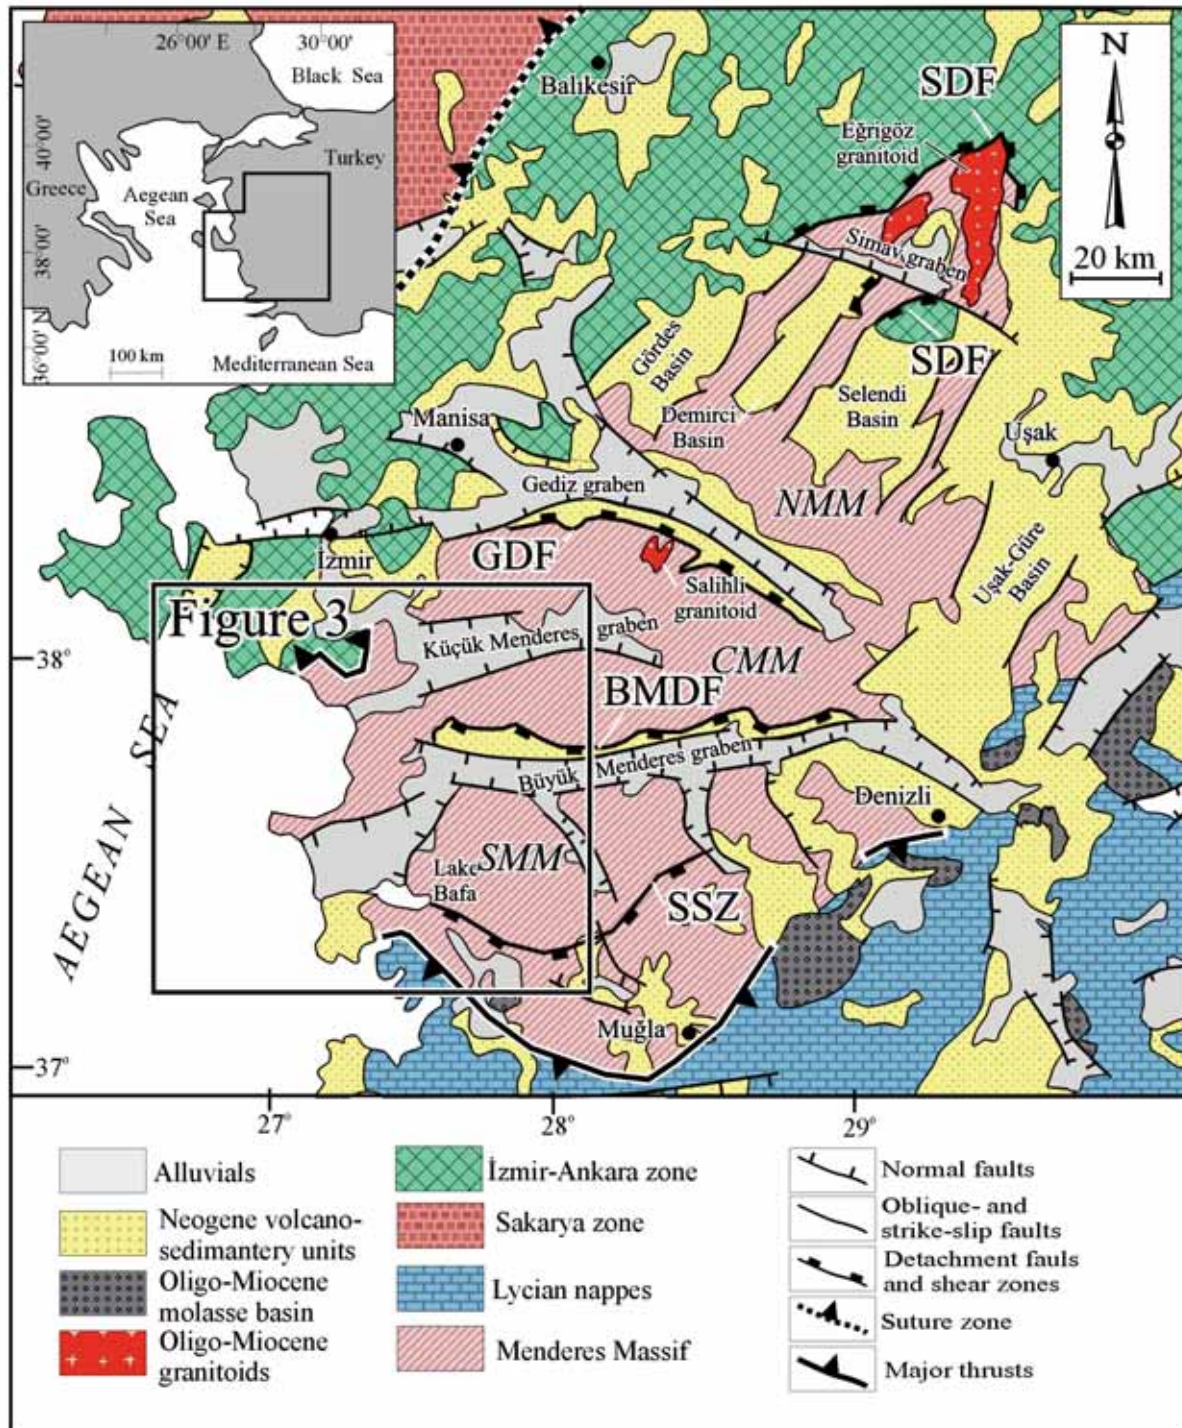 26°00' E
30°00'
Black Sea
40°00'
Turkey
Greece
Aegean
Sea
38°00'
36°00' N
100 km
Mediterranean Sea
Balıkesir
SDF
N
Eğrigöz
granitoid
20 km
Simav graben
SDF
Gördes
Basin
Demirci
Basin
Selendi
Basin
Uşak
Manisa
Gediz graben
NMM
İzmir
GDF
Salihli
granitoid
Uşak-Güre
Basin
Figure 3
Küçük Menderes graben
CMM
38°
BMDF
AEGEAN SEA
Büyük Menderes graben
Denizli
SMM
Lake
Bafa
SSZ
Muğla
37°
27°
28°
29°
Alluvials
Neogene volcano-
sedimantery units
Oligo-Miocene
molasse basin
Oligo-Miocene
granitoids
İzmir-Ankara zone
Sakarya zone
Lycian nappes
Menderes Massif
Normal faults
Oblique- and
strike-slip faults
Detachment fauls
and shear zones
Suture zone
Major thrusts